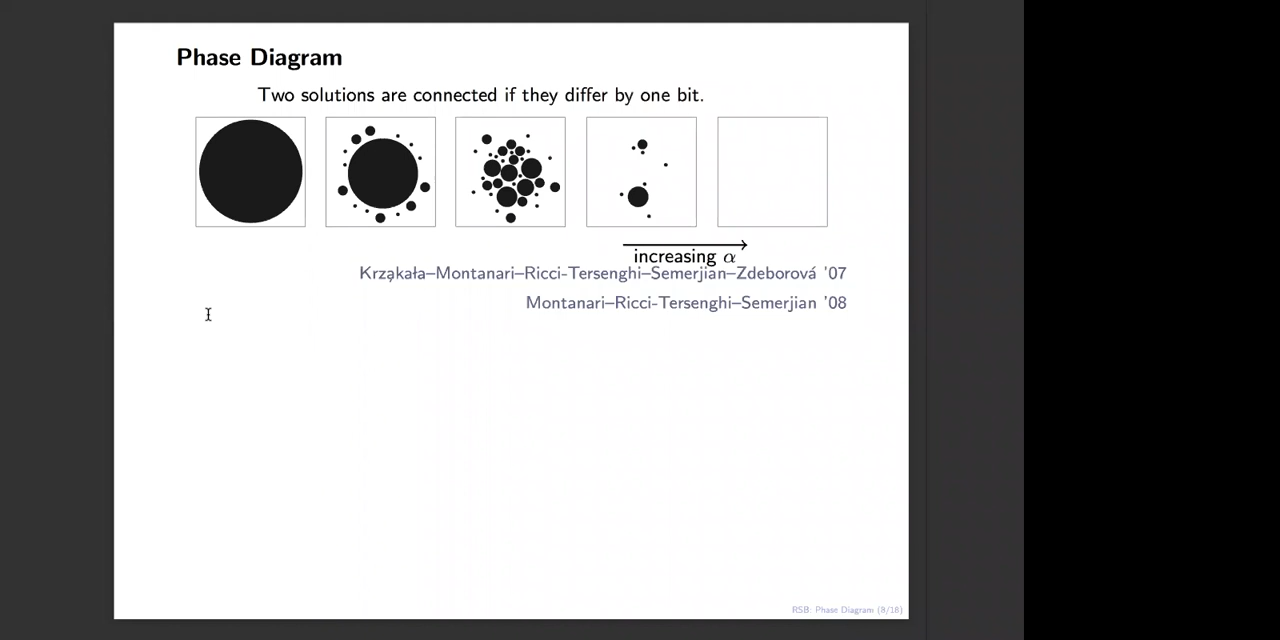 Phase Diagram
Two solutions are connected if they differ by one bit.
increasing α
Krząkała–Montanari–Ricci-Tersenghi–Semerjian–Zdeborová '07
Montanari–Ricci-Tersenghi–Semerjian '08
RSB: Phase Diagram (8/18)